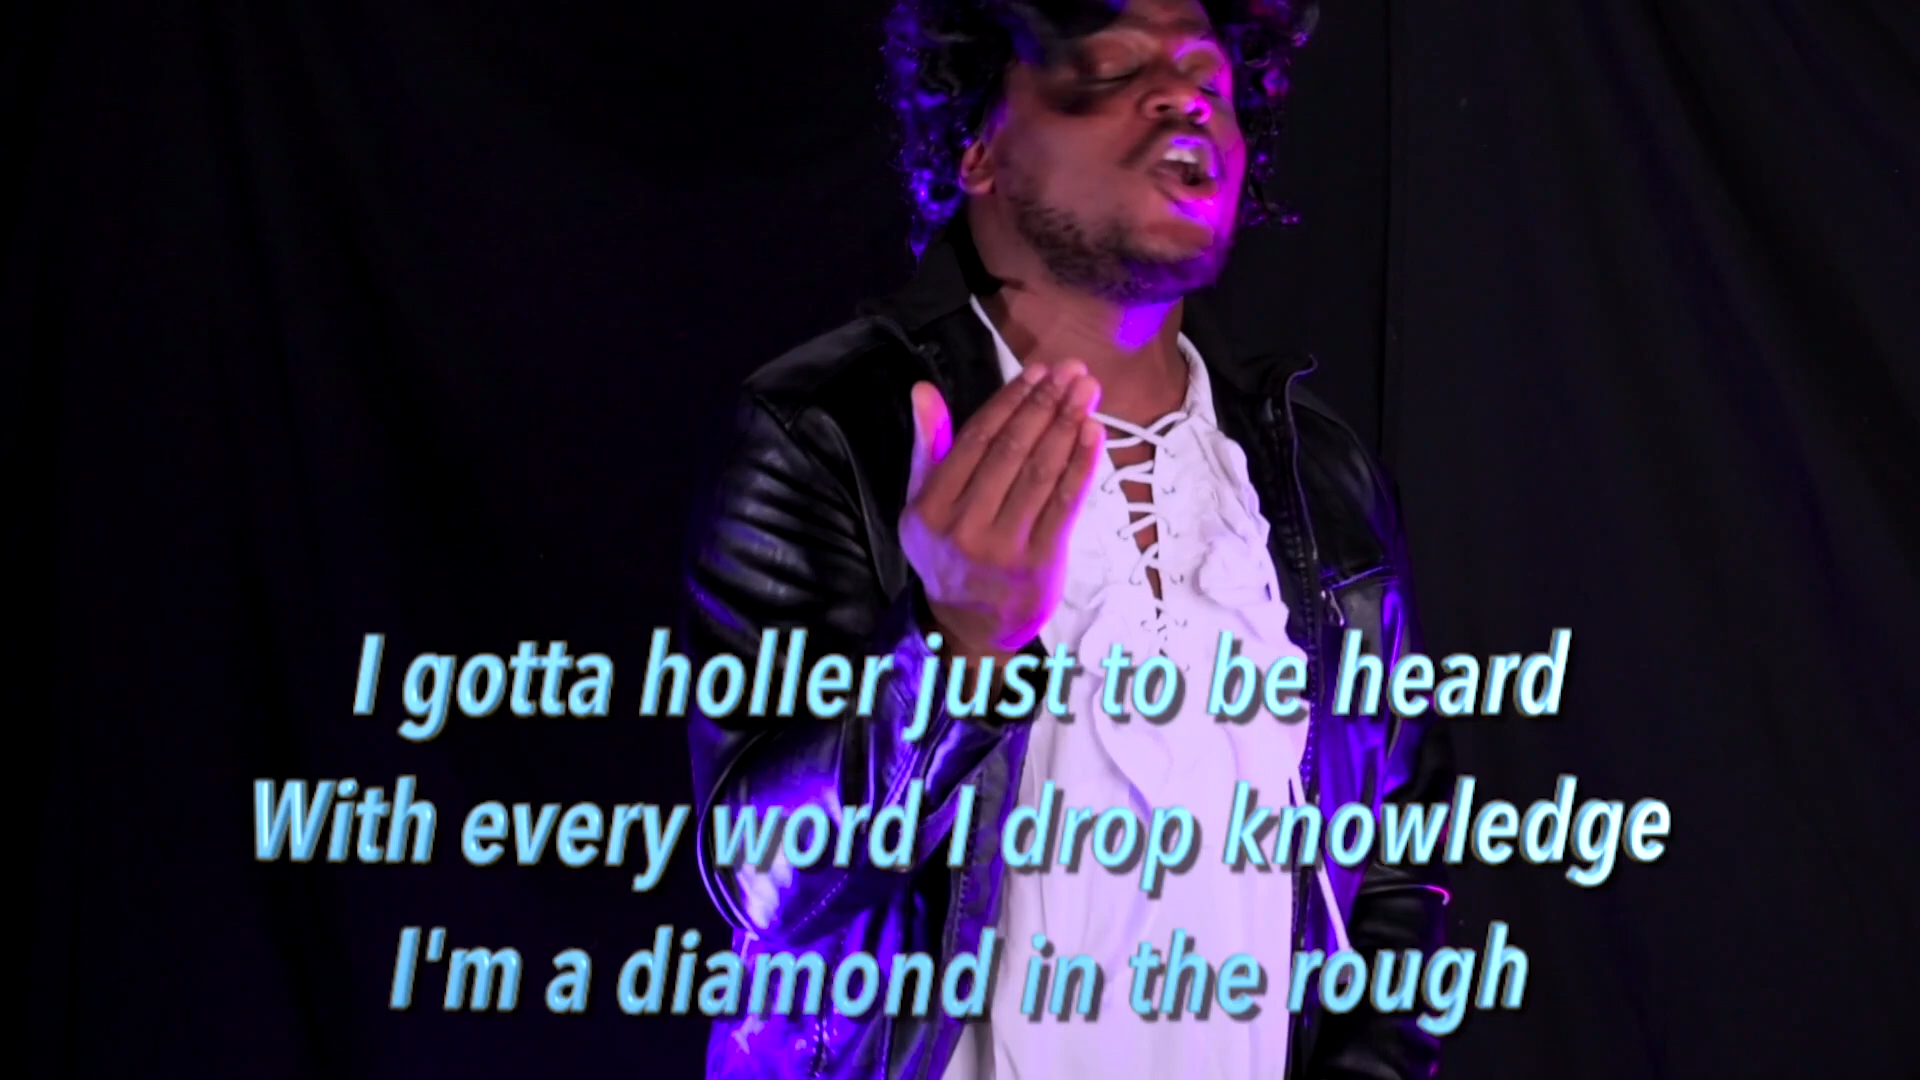 I gotta holler just to be heard
With every word I drop knowledge
I'm a diamond in the rough